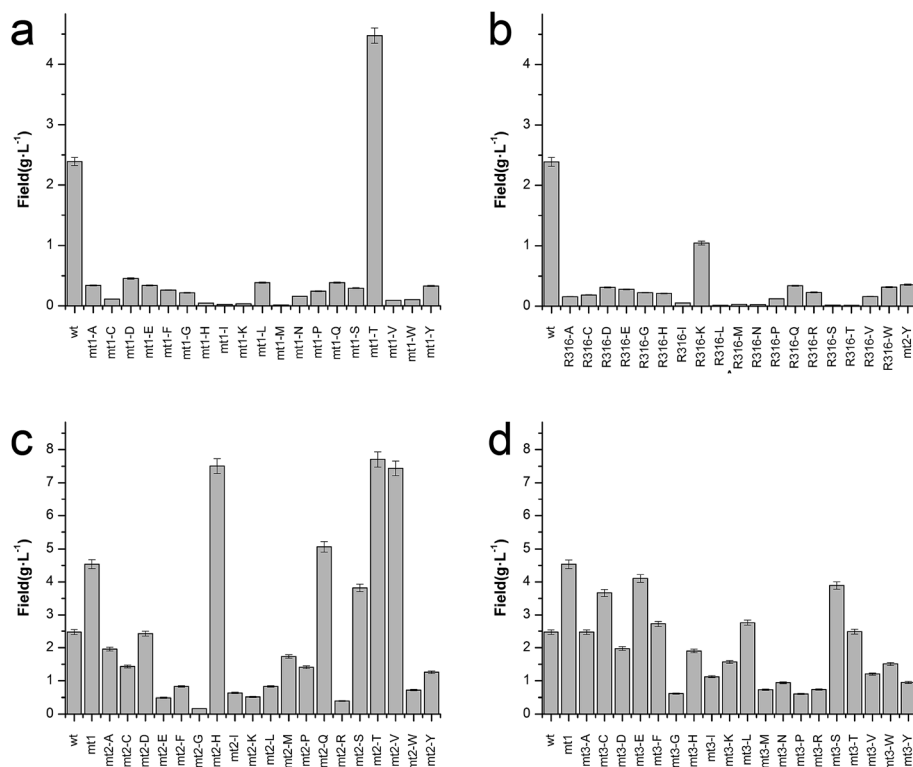 a
Field(g·L⁻¹)
4
3
2
1
0
wt
mt1-A
mt1-C
mt1-D
mt1-E
mt1-F
mt1-G
mt1-H
mt1-I
mt1-K
mt1-L
mt1-M
mt1-N
mt1-P
mt1-Q
mt1-S
mt1-T
mt1-V
mt1-W
mt1-Y
b
Field(g·L⁻¹)
4
3
2
1
0
wt
R316-A
R316-C
R316-D
R316-E
R316-G
R316-H
R316-I
R316-K
R316-L
R316-M
R316-N
R316-P
R316-Q
R316-R
R316-S
R316-T
R316-V
R316-W
mt2-Y
c
Field(g·L⁻¹)
8
7
6
5
4
3
2
1
0
wt
mt1
mt2-A
mt2-C
mt2-D
mt2-E
mt2-F
mt2-G
mt2-H
mt2-I
mt2-K
mt2-L
mt2-M
mt2-P
mt2-Q
mt2-R
mt2-S
mt2-T
mt2-V
mt2-W
mt2-Y
d
Field(g·L⁻¹)
8
7
6
5
4
3
2
1
0
wt
mt1
mt3-A
mt3-C
mt3-D
mt3-E
mt3-F
mt3-G
mt3-H
mt3-I
mt3-K
mt3-L
mt3-M
mt3-N
mt3-P
mt3-R
mt3-S
mt3-T
mt3-V
mt3-W
mt3-Y